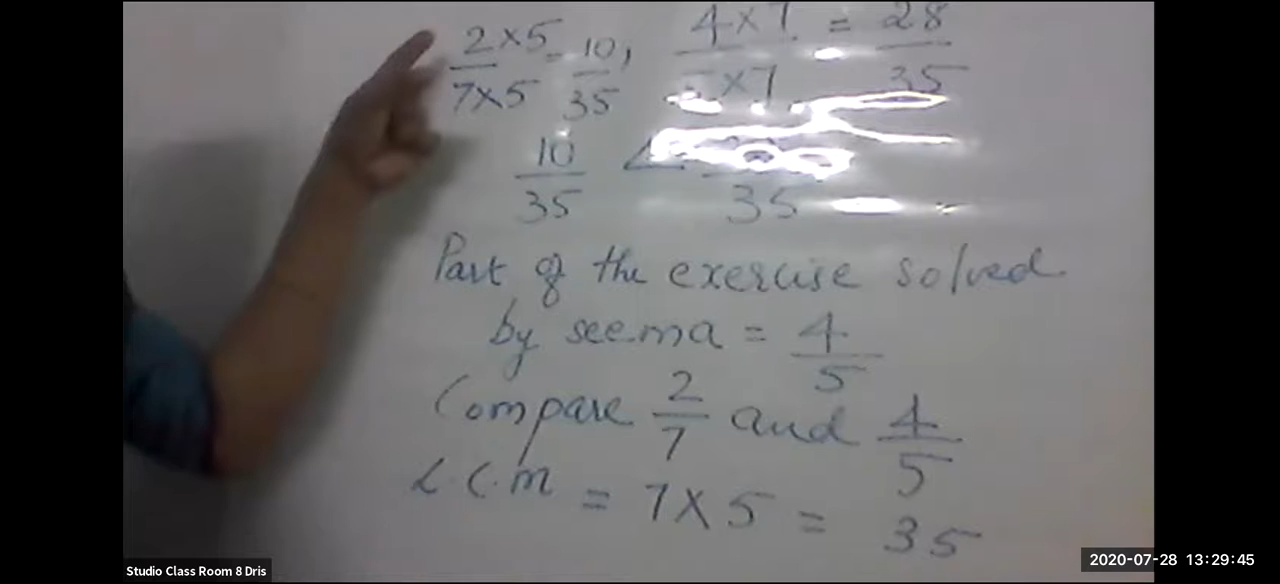 2×5/7×5 = 10/35, 4×7/5×7 = 28/35
10/35 < /35
Part of the exercise solved
by seema = 4/5
Compare 2/7 and 4/5
L.C.M = 7×5 = 35
Studio Class Room 8 Dris
2020-07-28 13:29:45